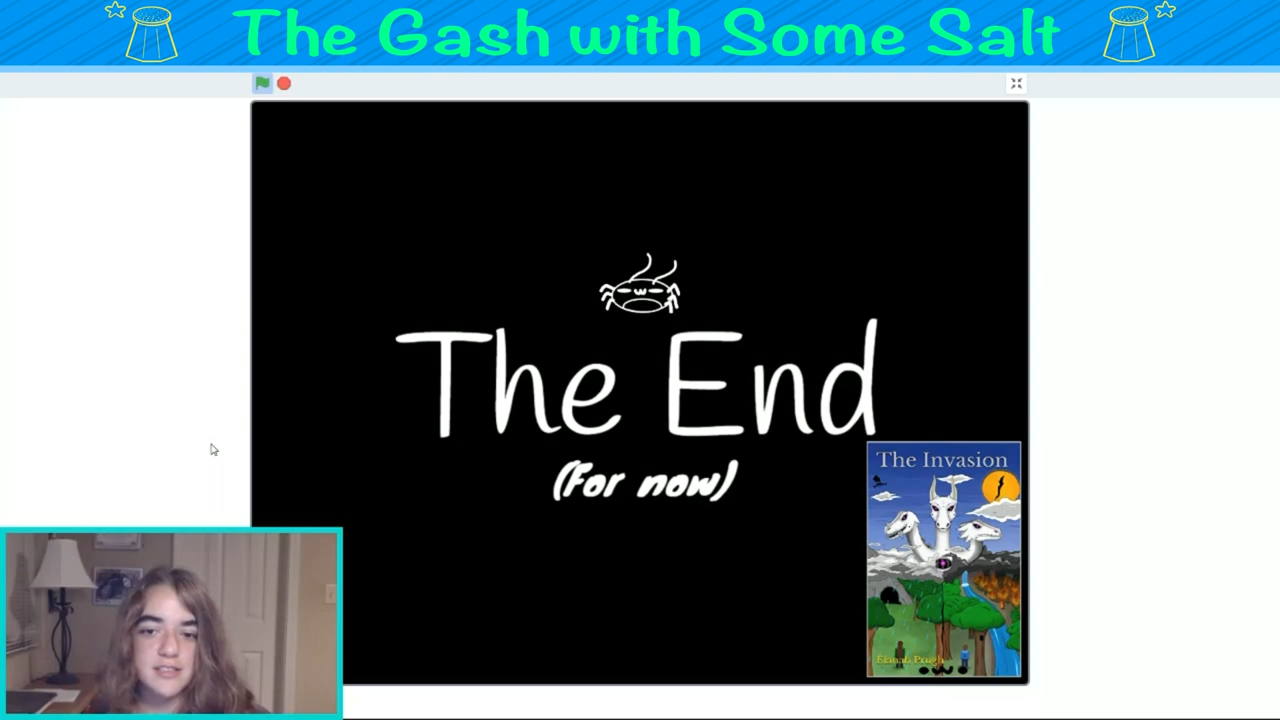 The Gash with Some Salt
The End
(For now)
The Invasion